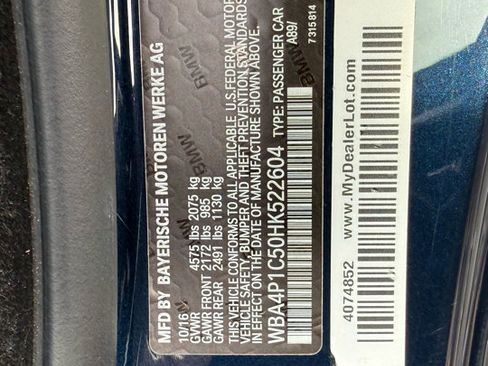 MFD BY BAYERISCHE MOTOREN WERKE AG
10/16
GVWR 4575 lbs 2075 kg
GAWR FRONT 2172 lbs 985 kg
GAWR REAR 2491 lbs 1130 kg
THIS VEHICLE CONFORMS TO ALL APPLICABLE U.S.FEDERAL MOTOR
VEHICLE SAFETY, BUMPER AND THEFT PREVENTION STANDARDS
IN EFFECT ON THE DATE OF MANUFACTURE SHOWN ABOVE.
WBA4P1C50HK522604 TYPE: PASSENGER CAR
A89/
7 315 814
BMW
BMW
BMW
4074852
www.MyDealerLot.com